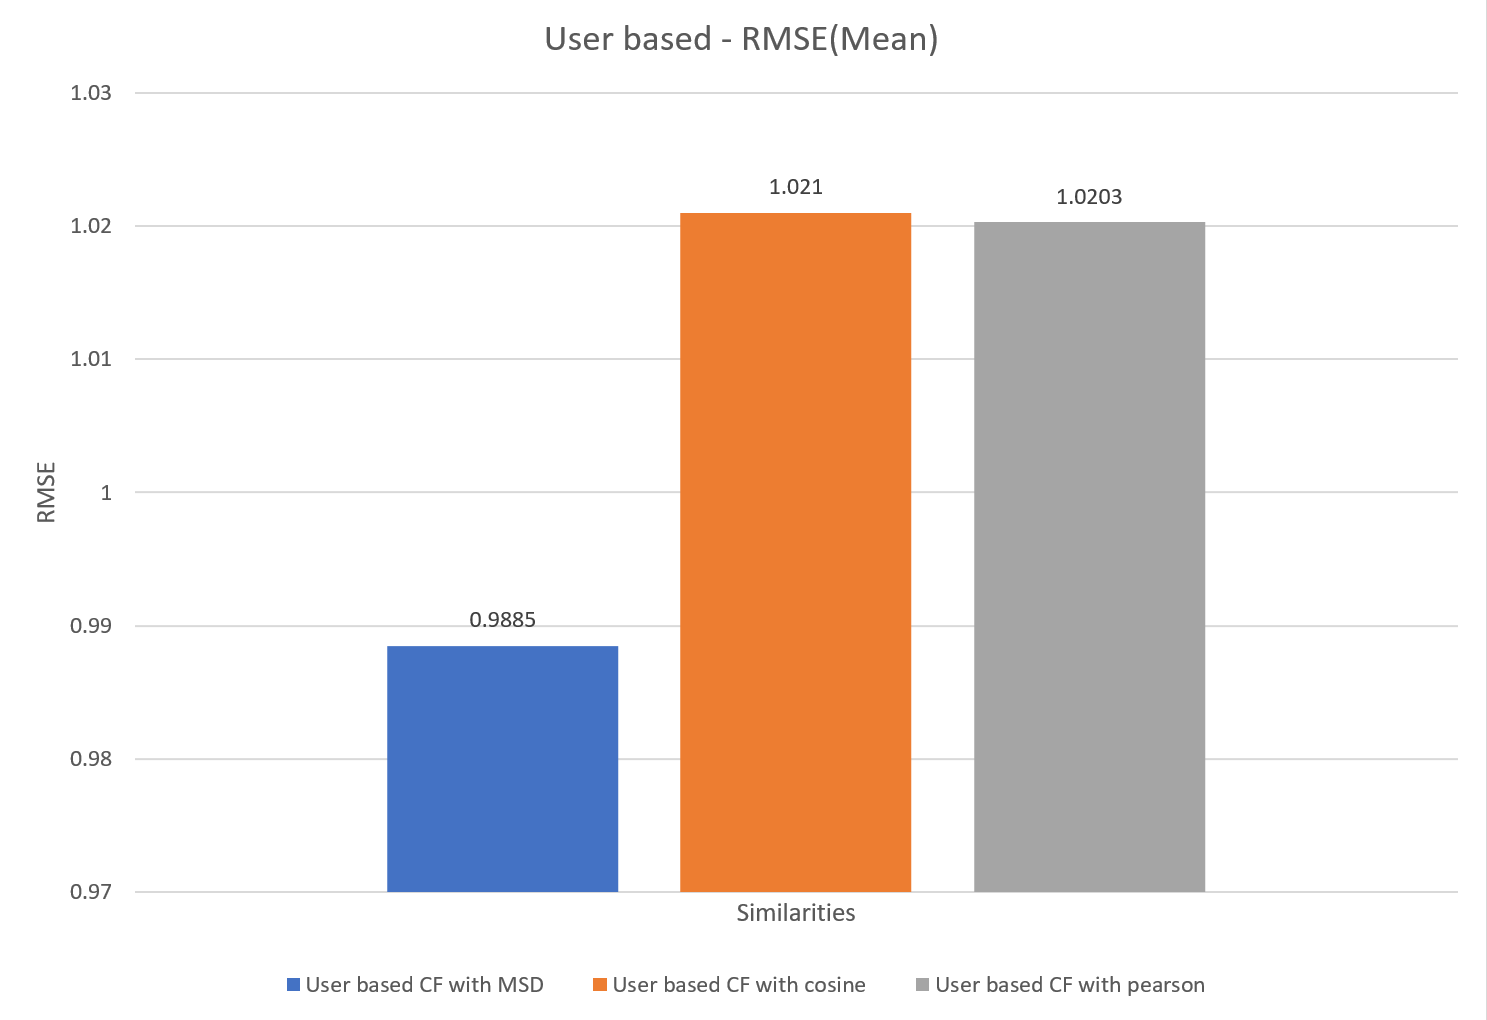 User based - RMSE(Mean)
1.03
1.02
1.01
1
0.99
0.98
0.97
RMSE
0.9885
1.021
1.0203
Similarities
User based CF with MSD
User based CF with cosine
User based CF with pearson